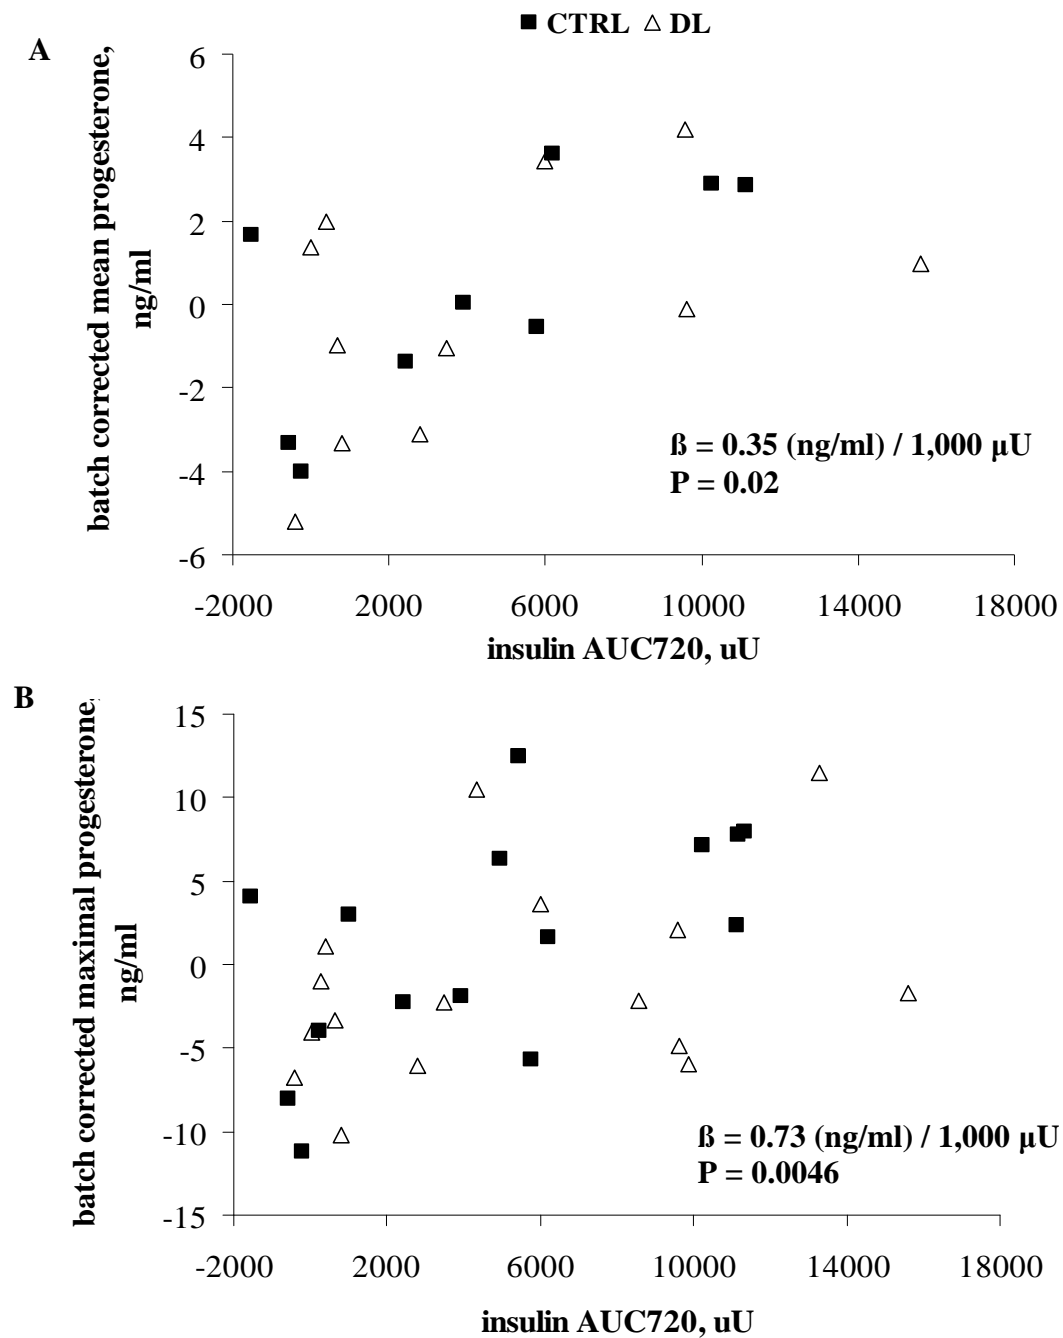 ■ CTRL △ DL
A
batch corrected mean progesterone,
ng/ml
6
4
2
0
-2
-4
-6
ß = 0.35 (ng/ml) / 1,000 µU
P = 0.02
-2000 2000 6000 10000 14000 18000
insulin AUC720, uU
B
batch corrected maximal progesterone,
ng/ml
15
10
5
0
-5
-10
-15
ß = 0.73 (ng/ml) / 1,000 µU
P = 0.0046
-2000 2000 6000 10000 14000 18000
insulin AUC720, uU